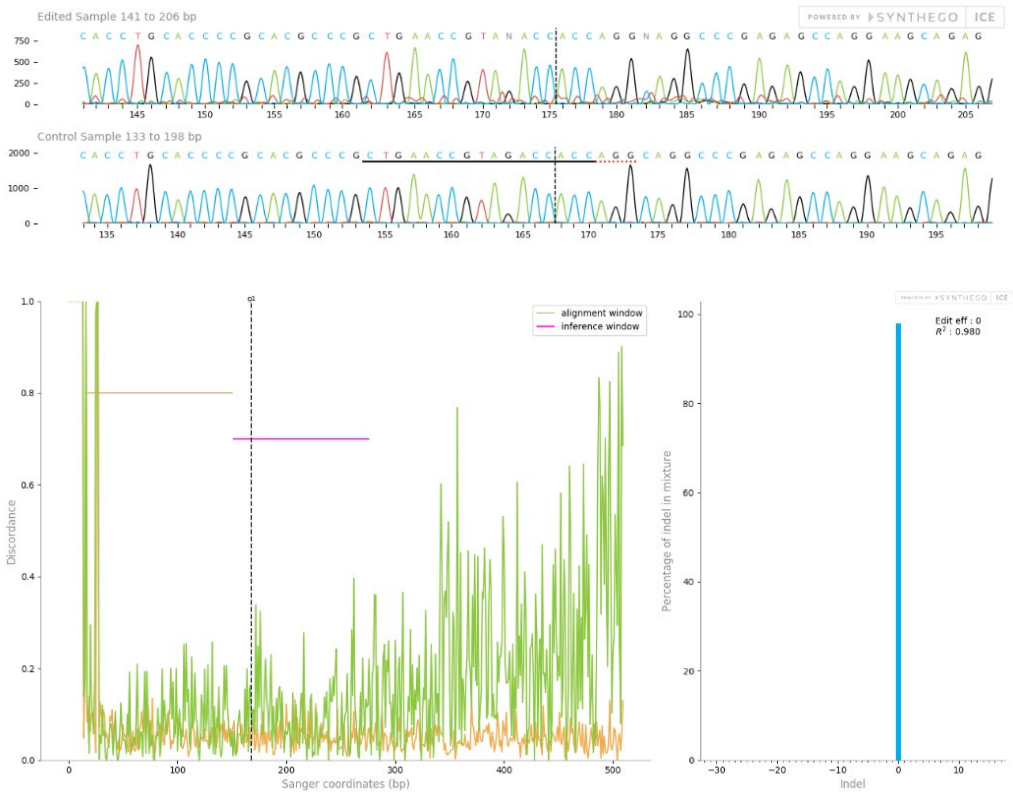 Edited Sample 141 to 206 bp
POWERED BY SYNTHEGO ICE
C A C C T G C A C C C C G C A C G C C C G C T G A A C C G T A N A C C A C C A G G N A G G C C C G A G A G C C A G G A A G C A G A G
750
500
250
0
145 150 155 160 165 170 175 180 185 190 195 200 205
Control Sample 133 to 198 bp
C A C C T G C A C C C C G C A C G C C C G C T G A A C C G T A G A C C A C C A G G C A G G C C C G A G A G C C A G G A A G C A G A G
2000
1000
0
135 140 145 150 155 160 165 170 175 180 185 190 195
g1
alignment window
inference window
1.0
0.8
0.6
0.4
0.2
0.0
Discordance
0 100 200 300 400 500
Sanger coordinates (bp)
POWERED BY SYNTHEGO ICE
Edit eff : 0
R² : 0.980
100
80
60
40
20
0
Percentage of indel in mixture
−30 −20 −10 0 10
Indel